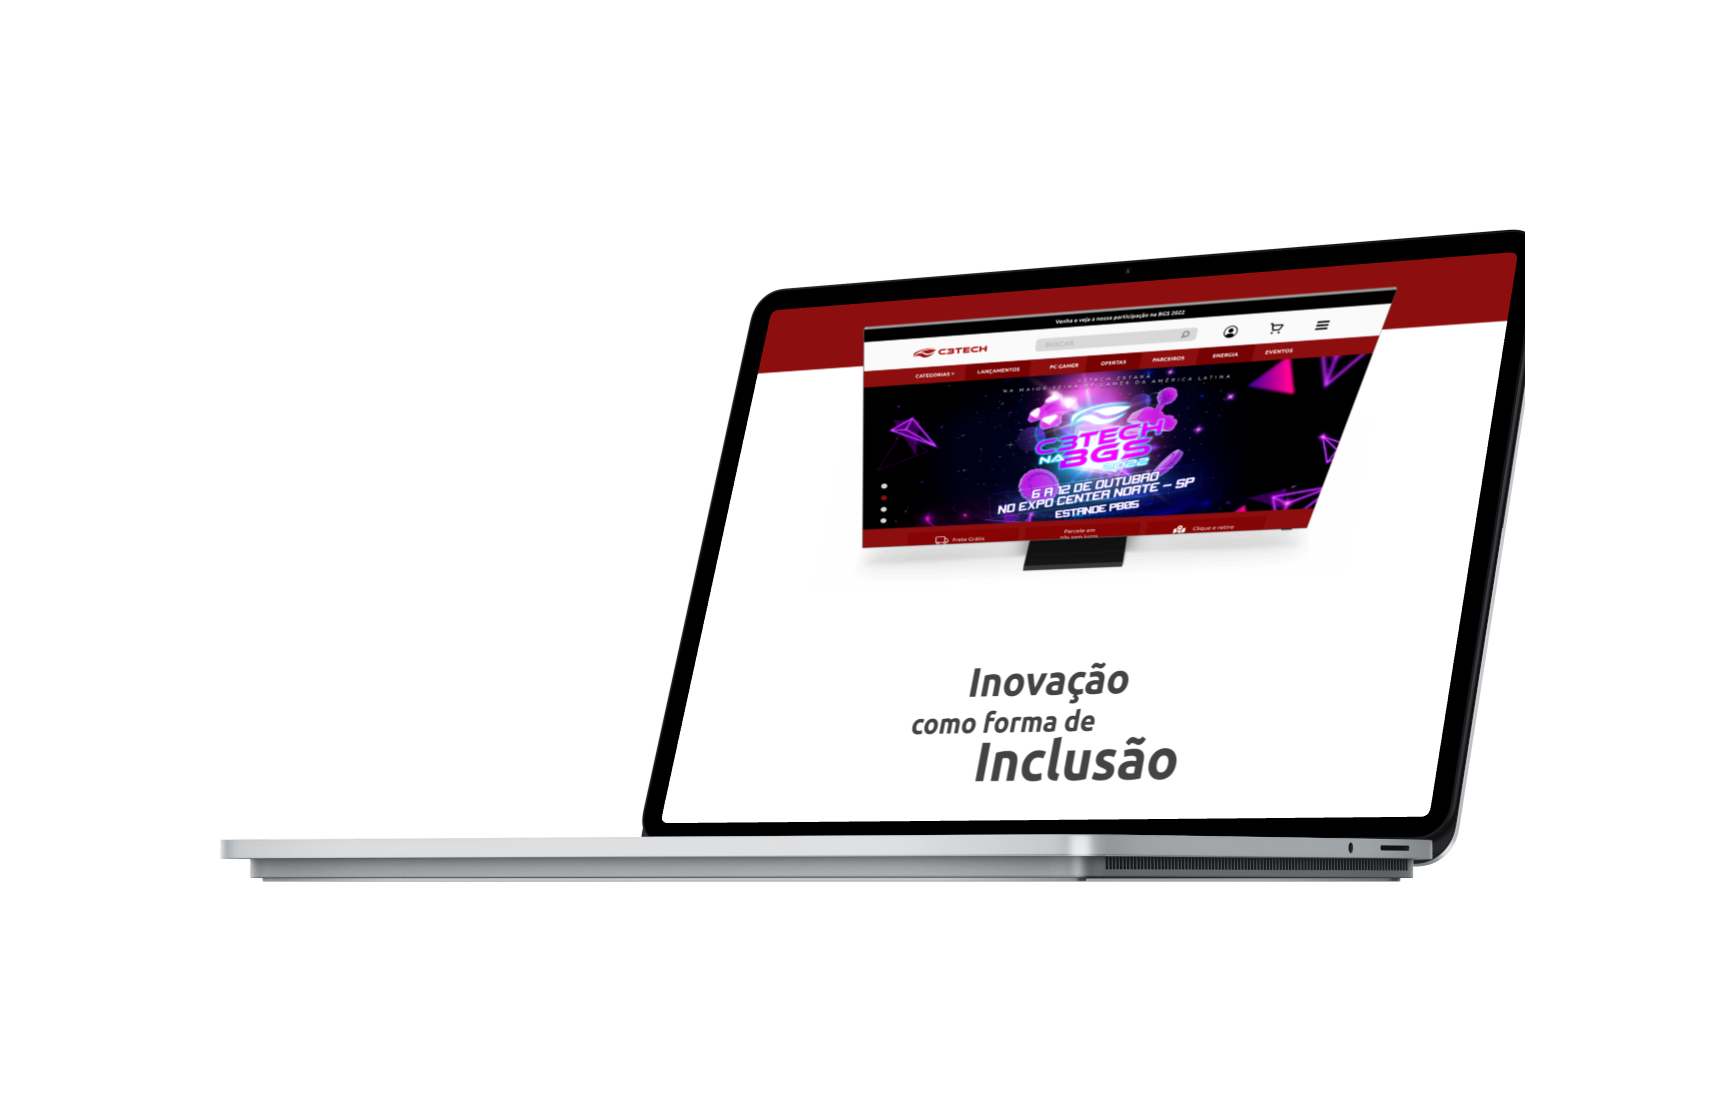 Venha e veja a nossa participação na BGS 2022
C3TECH
BUSCAR
CATEGORIAS
LANÇAMENTOS
PC GAMER
OFERTAS
PARCEIROS
ENERGIA
EVENTOS
C3TECH ESTARÁ
NA MAIOR FEIRA DE GAMES DA AMÉRICA LATINA
C3TECH
NA BGS
2022
6 A 12 DE OUTUBRO
NO EXPO CENTER NORTE – SP
ESTANDE PB05
Frete Grátis
Parcele em
10x sem juros
Clique e retire
Inovação
como forma de
Inclusão